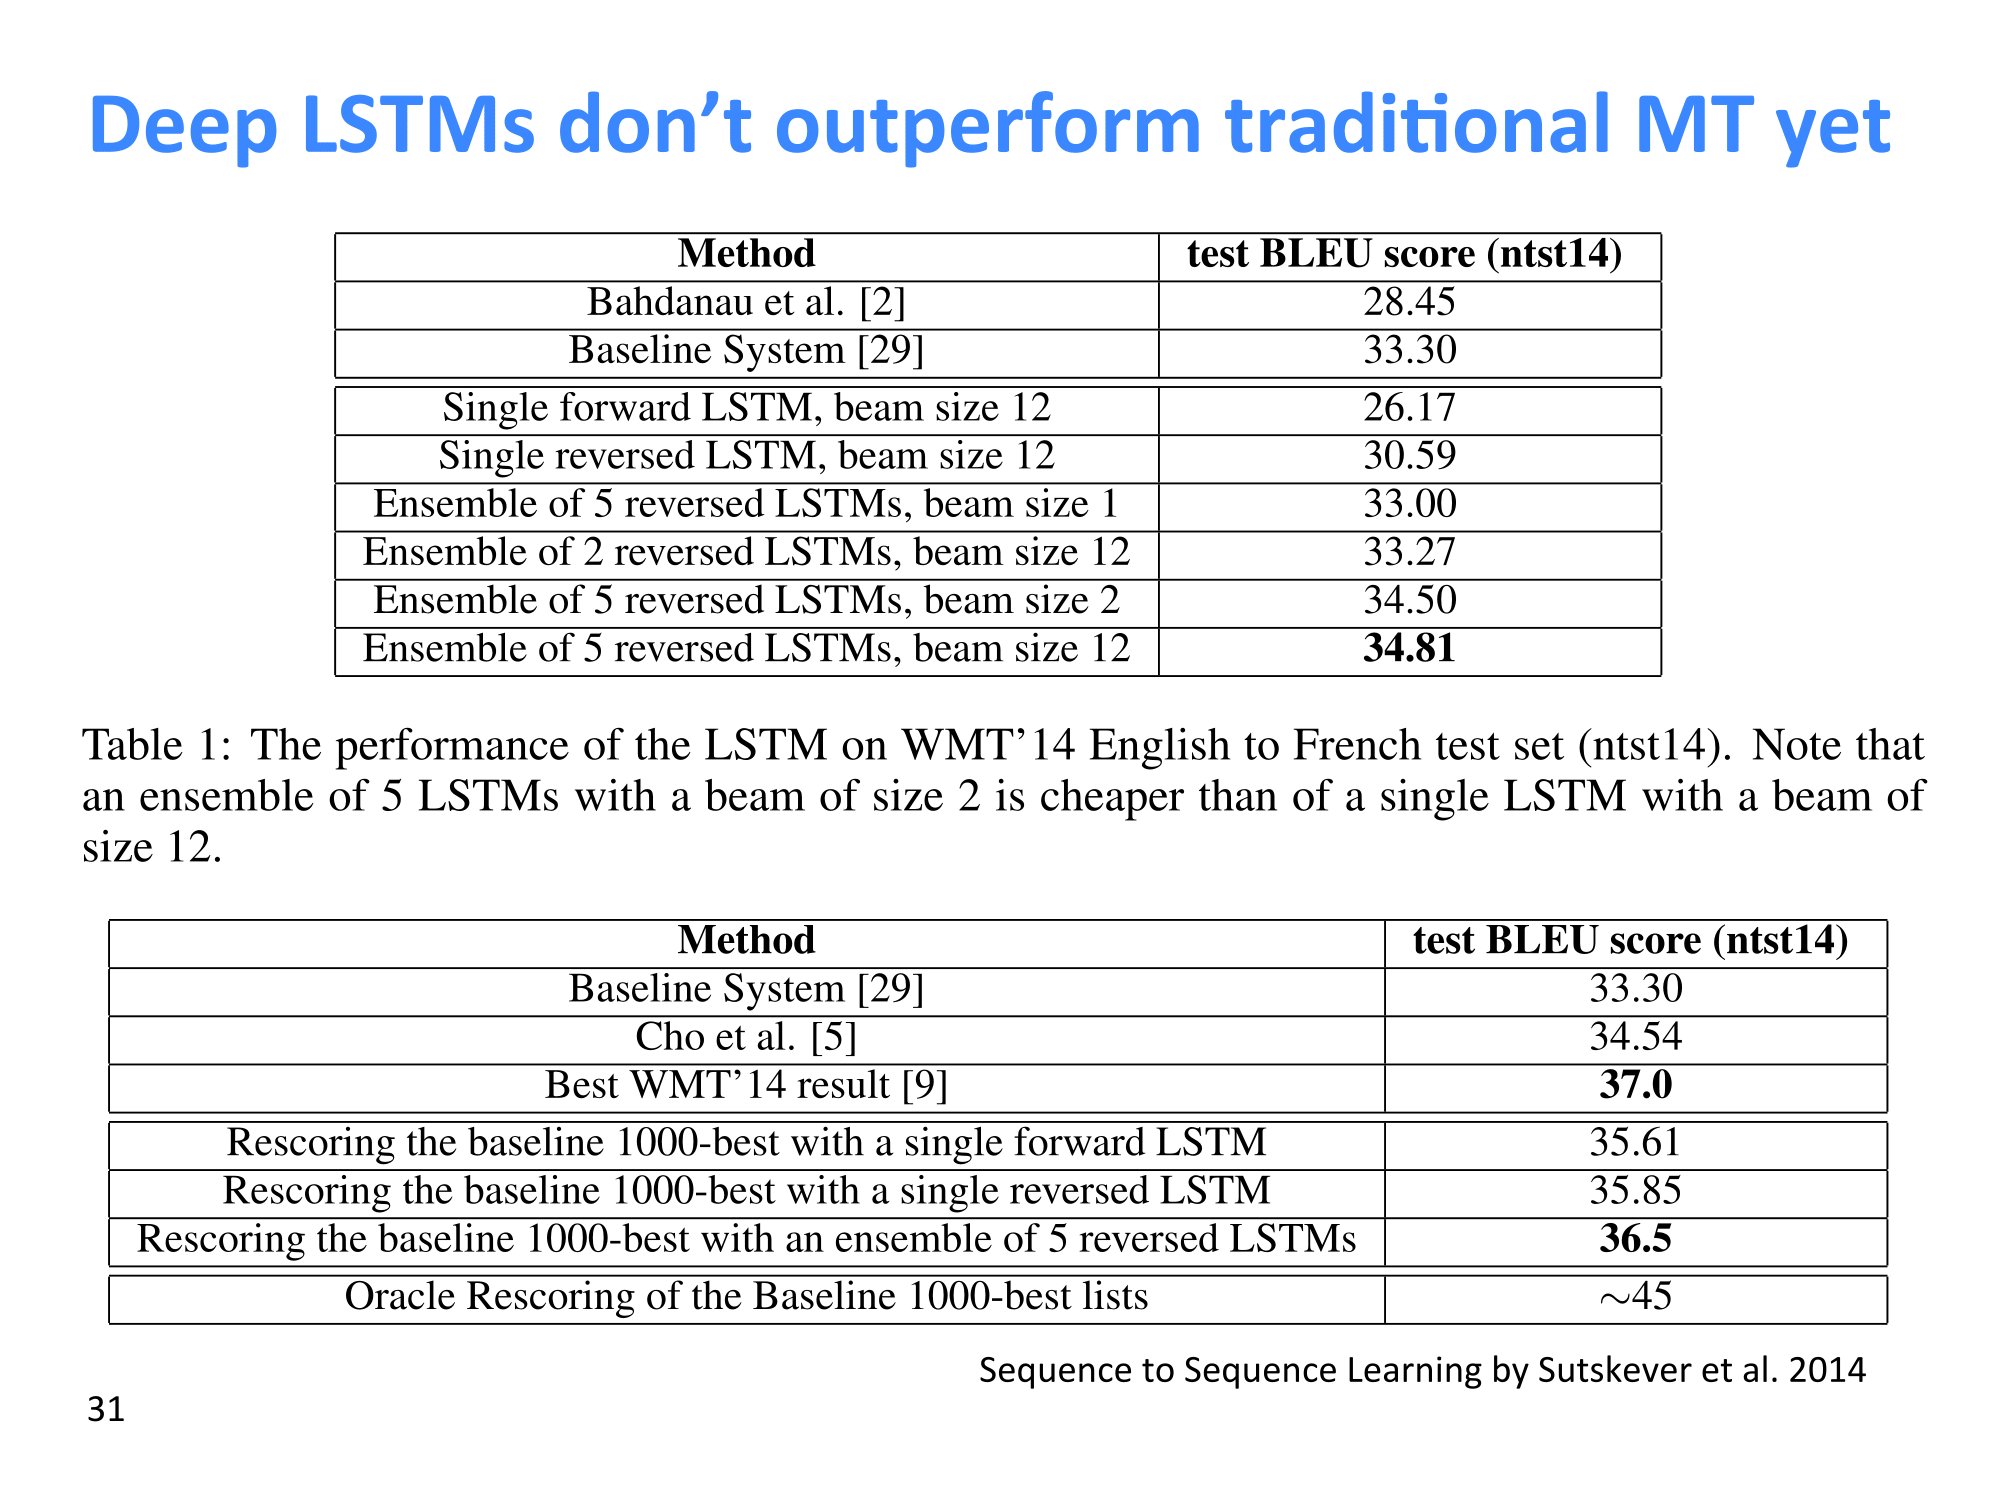 Deep LSTMs don’t outperform traditional MT yet
Method test BLEU score (ntst14)
Bahdanau et al. [2] 28.45
Baseline System [29] 33.30
Single forward LSTM, beam size 12 26.17
Single reversed LSTM, beam size 12 30.59
Ensemble of 5 reversed LSTMs, beam size 1 33.00
Ensemble of 2 reversed LSTMs, beam size 12 33.27
Ensemble of 5 reversed LSTMs, beam size 2 34.50
Ensemble of 5 reversed LSTMs, beam size 12 34.81
Table 1: The performance of the LSTM on WMT’14 English to French test set (ntst14). Note that
an ensemble of 5 LSTMs with a beam of size 2 is cheaper than of a single LSTM with a beam of
size 12.
Method test BLEU score (ntst14)
Baseline System [29] 33.30
Cho et al. [5] 34.54
Best WMT’14 result [9] 37.0
Rescoring the baseline 1000-best with a single forward LSTM 35.61
Rescoring the baseline 1000-best with a single reversed LSTM 35.85
Rescoring the baseline 1000-best with an ensemble of 5 reversed LSTMs 36.5
Oracle Rescoring of the Baseline 1000-best lists ∼45
Sequence to Sequence Learning by Sutskever et al. 2014
31